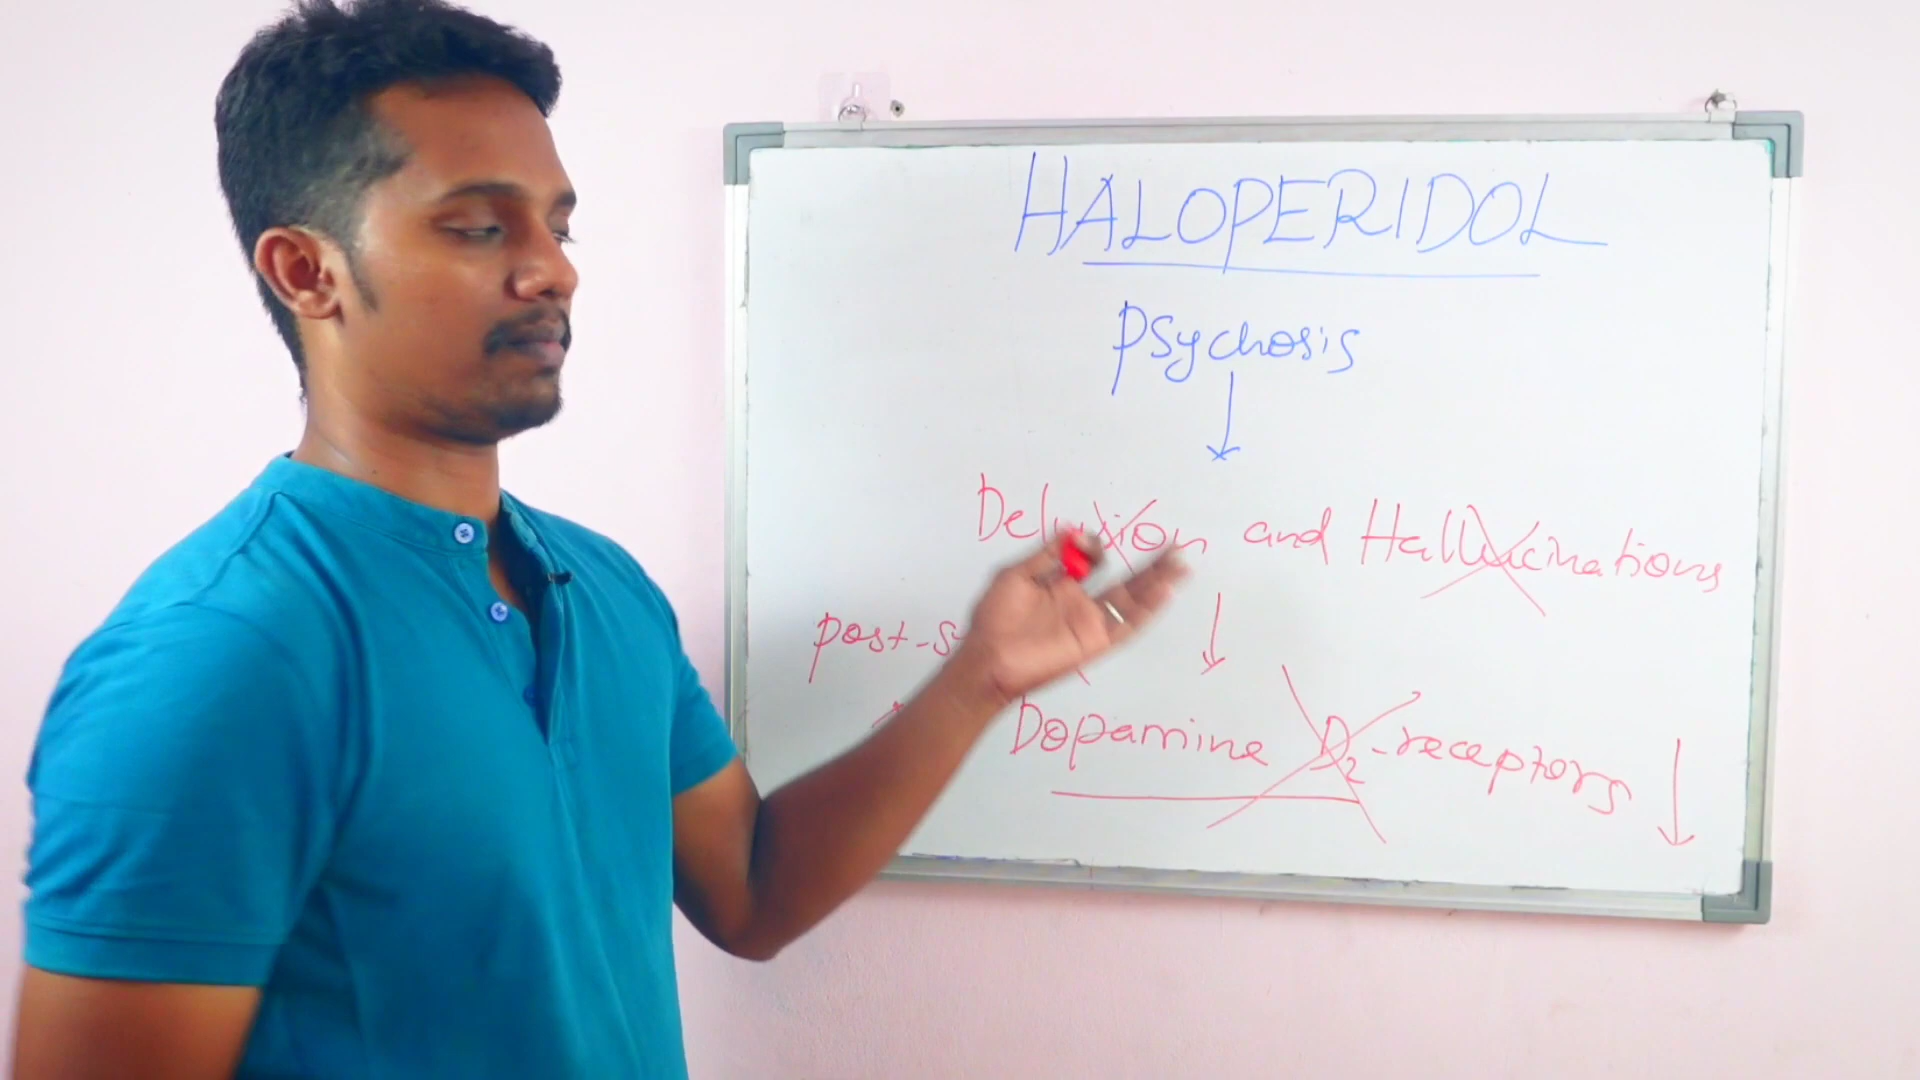 HALOPERIDOL
Psychosis
Delusion and Hallucinations
post-
Dopamine D2-receptors